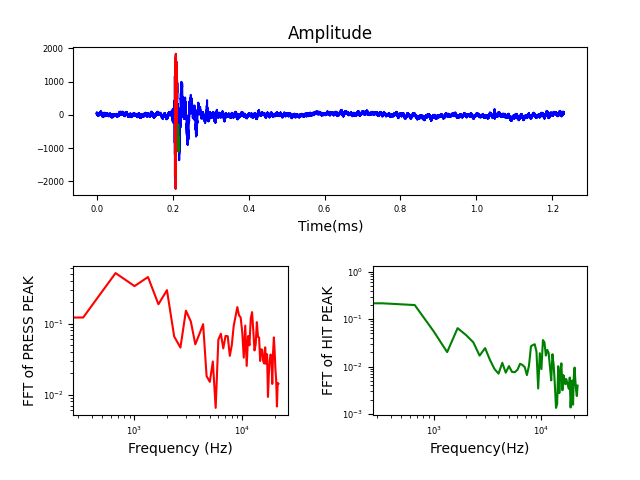 Amplitude
2000
1000
0
−1000
−2000
0.0 0.2 0.4 0.6 0.8 1.0 1.2
Time(ms)
FFT of PRESS PEAK
10⁻¹
10⁻²
10³ 10⁴
Frequency (Hz)
FFT of HIT PEAK
10⁰
10⁻¹
10⁻²
10⁻³
10³ 10⁴
Frequency(Hz)